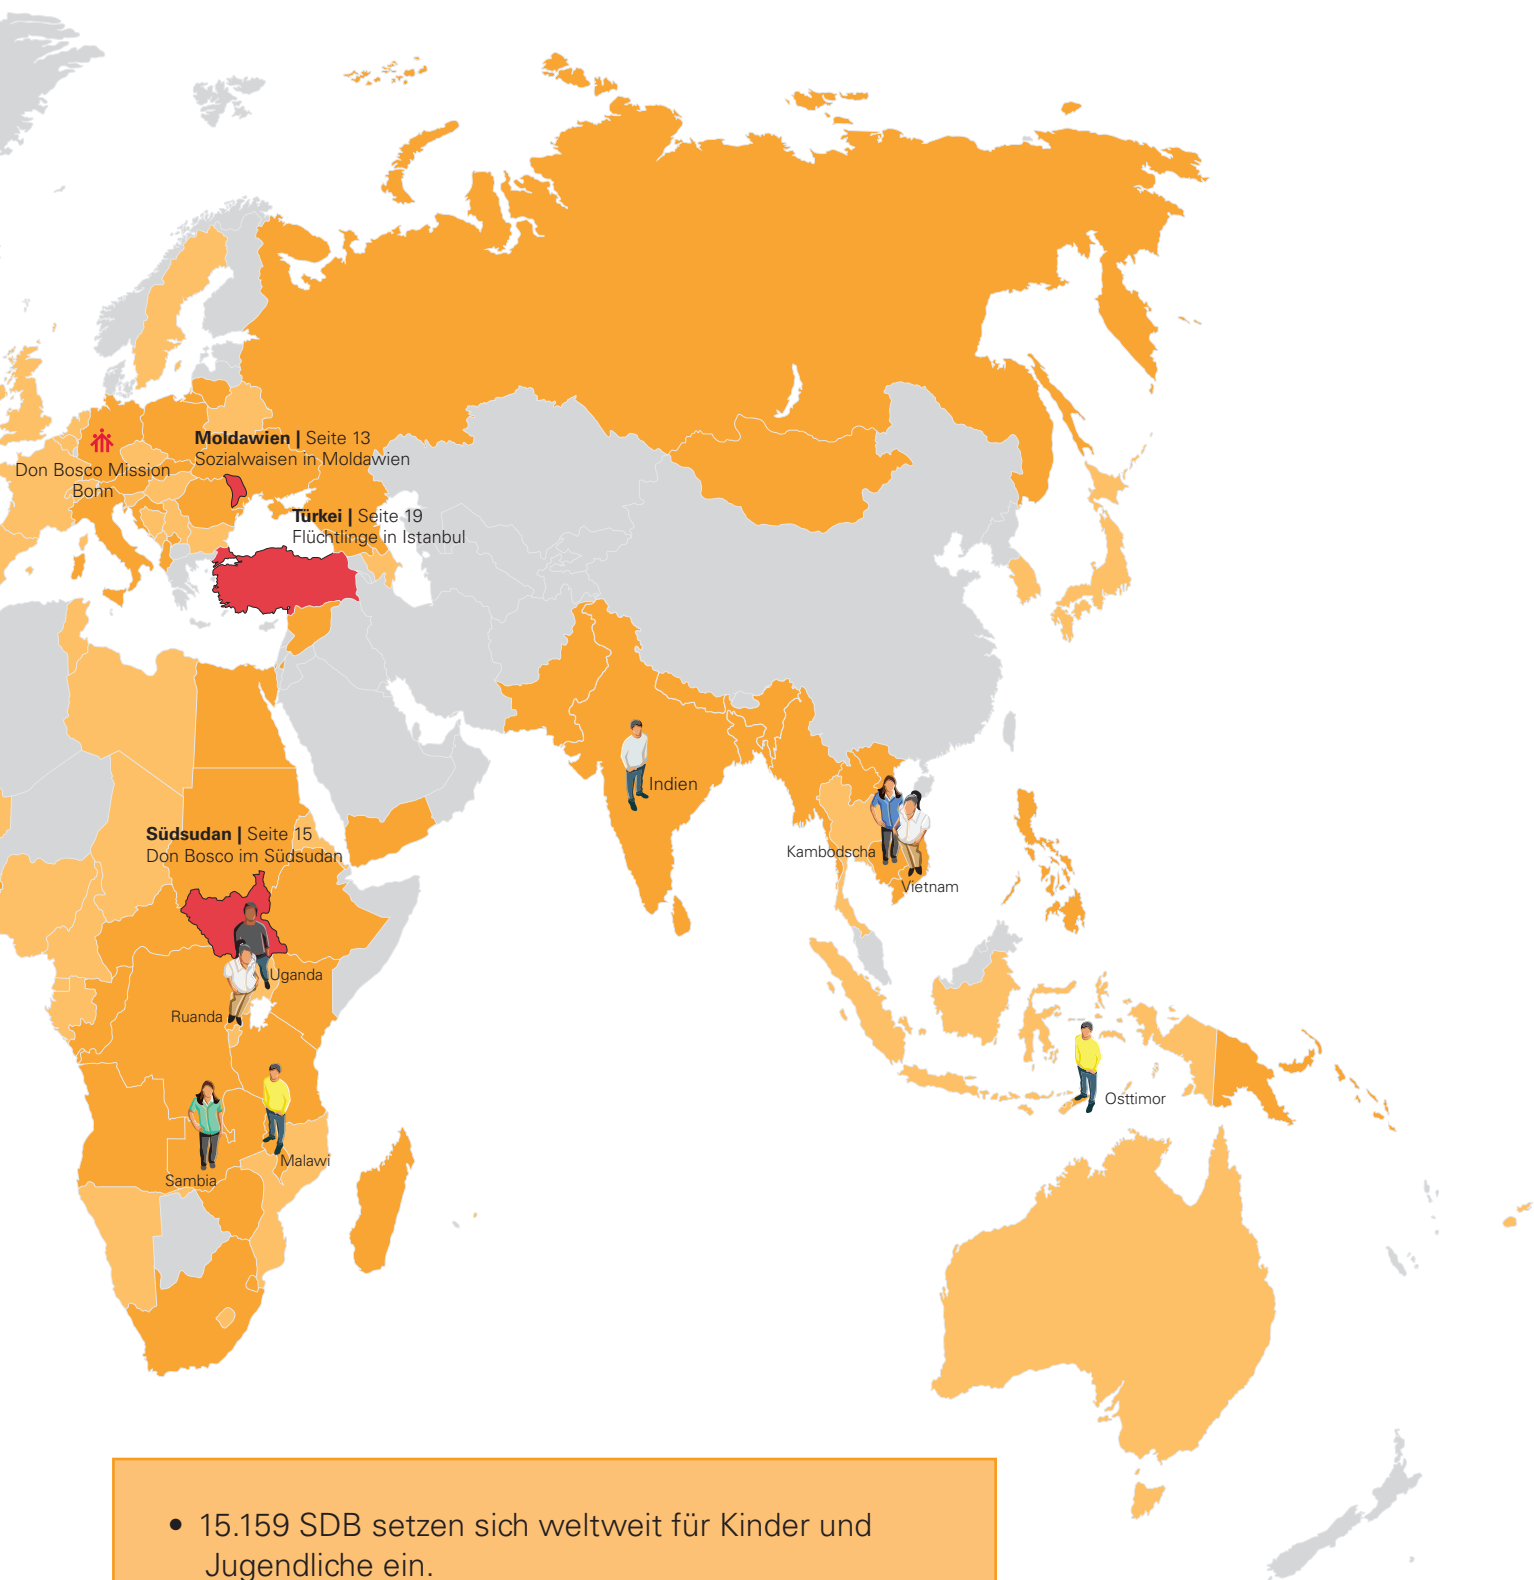 Moldawien | Seite 13
Sozialwaisen in Moldawien
Don Bosco Mission
Bonn
Türkei | Seite 19
Flüchtlinge in Istanbul
Indien
Südsudan | Seite 15
Don Bosco im Südsudan
Kambodscha
Vietnam
Uganda
Ruanda
Osttimor
Malawi
Sambia
• 15.159 SDB setzen sich weltweit für Kinder und
Jugendliche ein.